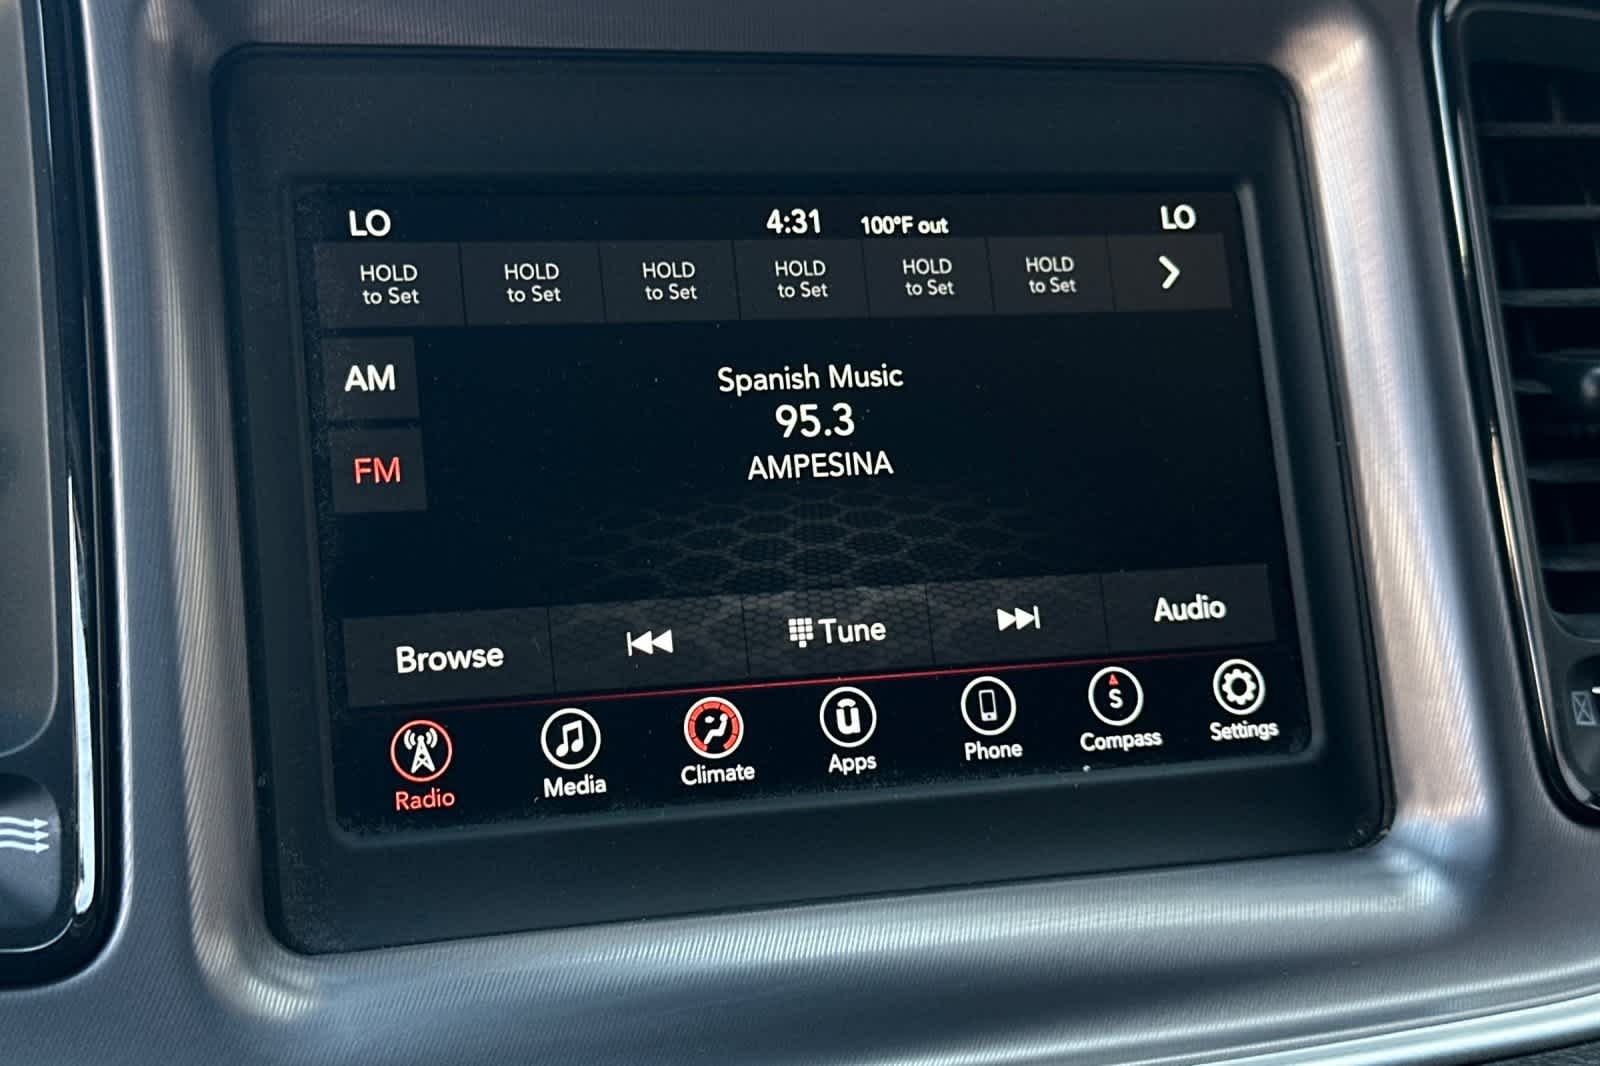 LO 4:31 100°F out LO
HOLD HOLD HOLD HOLD HOLD HOLD
to Set to Set to Set to Set to Set to Set
AM
Spanish Music
95.3
FM
AMPESINA
Browse Tune Audio
S
Radio Media Climate Apps Phone Compass Settings